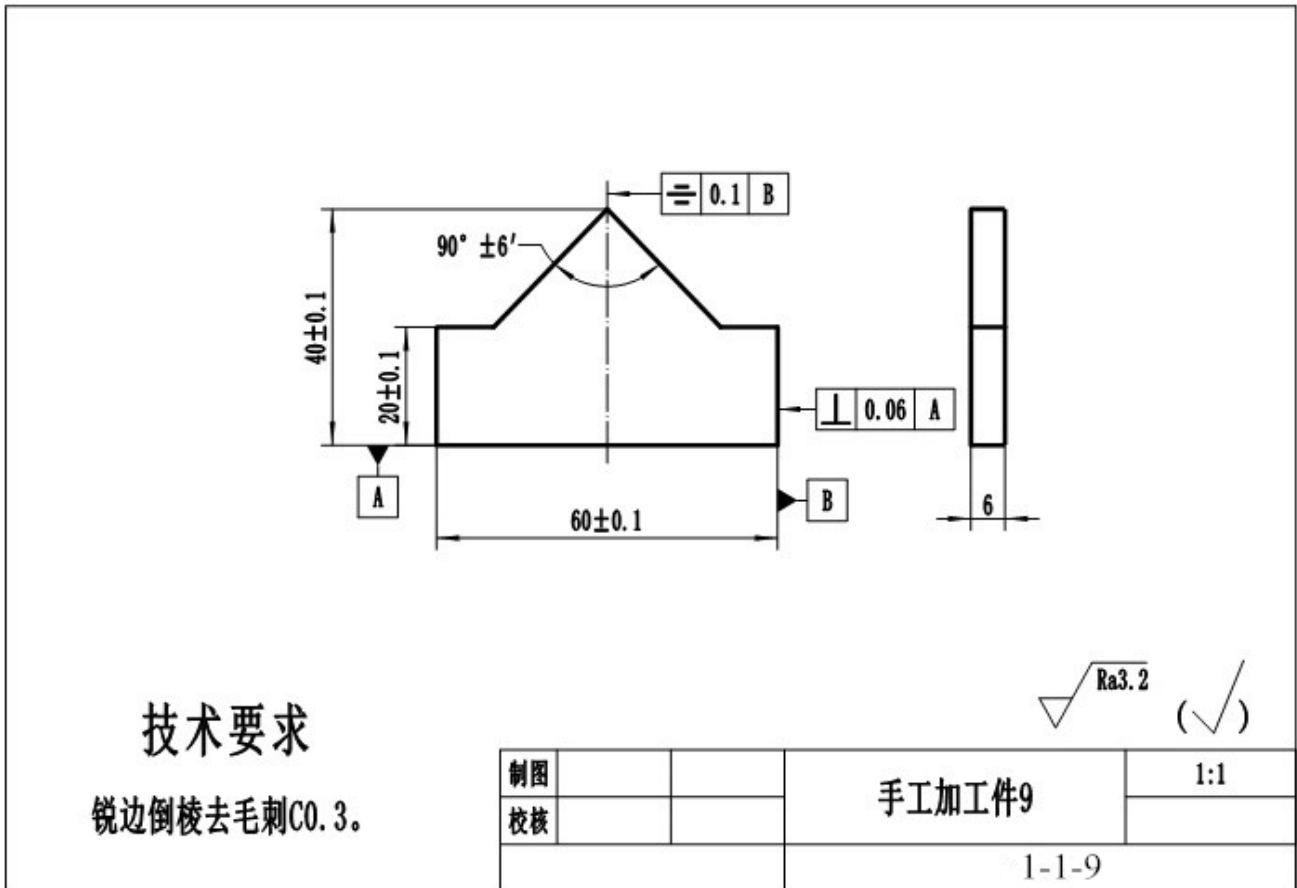 ⌯ 0.1 B
90° ±6′
40±0.1
20±0.1
⊥ 0.06 A
A
B
60±0.1
6
Ra3.2
(√)
技术要求
锐边倒棱去毛刺C0.3。
制图
手工加工件9
1:1
校核
1-1-9